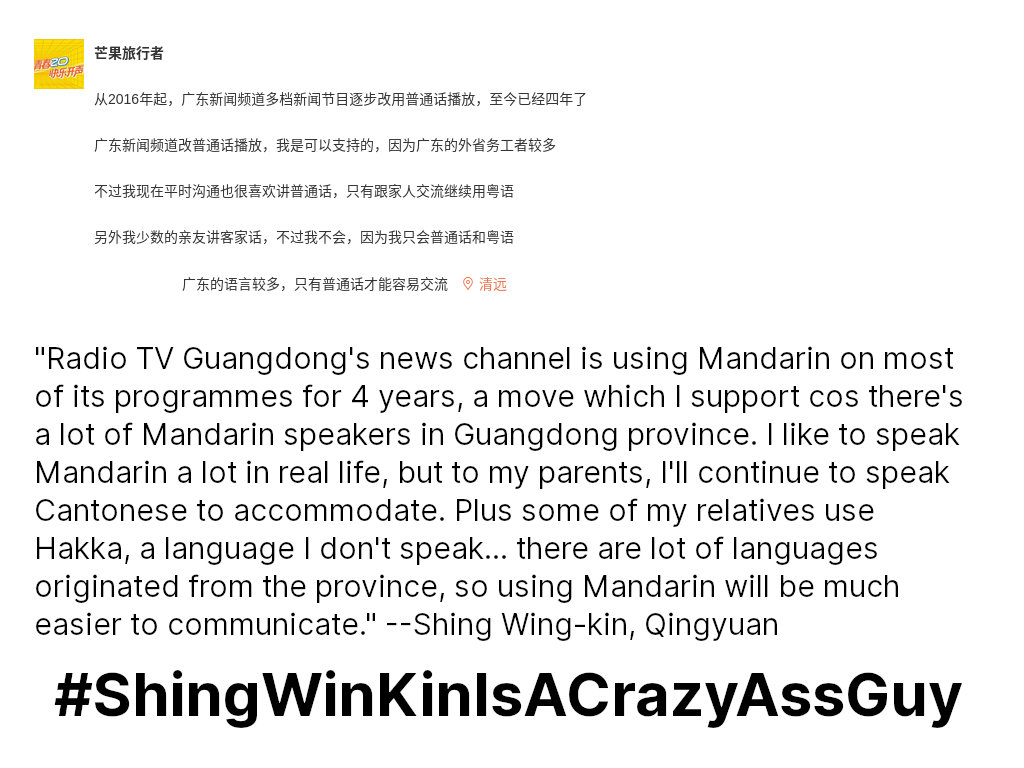 青春20
快乐开声
芒果旅行者
从2016年起，广东新闻频道多档新闻节目逐步改用普通话播放，至今已经四年了
广东新闻频道改普通话播放，我是可以支持的，因为广东的外省务工者较多
不过我现在平时沟通也很喜欢讲普通话，只有跟家人交流继续用粤语
另外我少数的亲友讲客家话，不过我不会，因为我只会普通话和粤语
广东的语言较多，只有普通话才能容易交流 清远
"Radio TV Guangdong's news channel is using Mandarin on most
of its programmes for 4 years, a move which I support cos there's
a lot of Mandarin speakers in Guangdong province. I like to speak
Mandarin a lot in real life, but to my parents, I'll continue to speak
Cantonese to accommodate. Plus some of my relatives use
Hakka, a language I don't speak... there are lot of languages
originated from the province, so using Mandarin will be much
easier to communicate." --Shing Wing-kin, Qingyuan
#ShingWinKinIsACrazyAssGuy